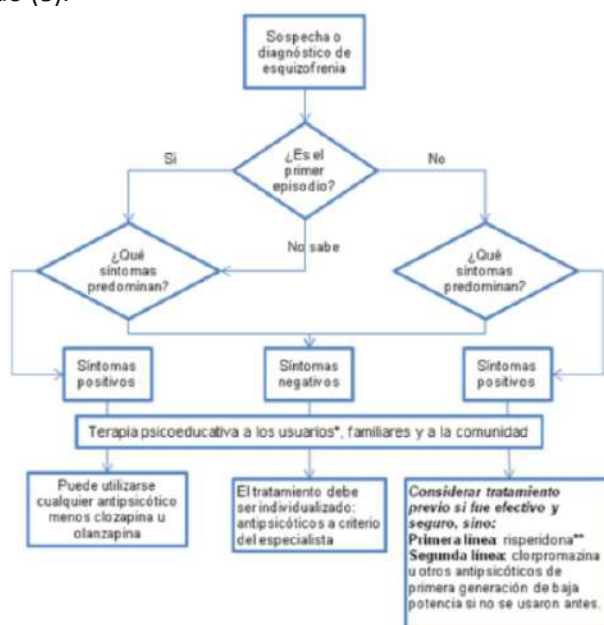 Sospecha o
diagnóstico de
esquizofrenia
¿Es el
primer
episodio?
Si
No
No sabe
¿Qué
síntomas
predominan?
¿Qué
síntomas
predominan?
Síntomas
positivos
Síntomas
negativos
Síntomas
positivos
Terapia psicoeducativa a los usuarios*, familiares y a la comunidad
Puede utilizarse
cualquier antipsicótico
menos clozapina u
olanzapina
El tratamiento debe
ser individualizado:
antipsicóticos a criterio
del especialista
Considerar tratamiento
previo si fue efectivo y
seguro, sino:
Primera línea: risperidona**
Segunda línea: clorpromazina
u otros antipsicóticos de
primera generación de baja
potencia si no se usaron antes.